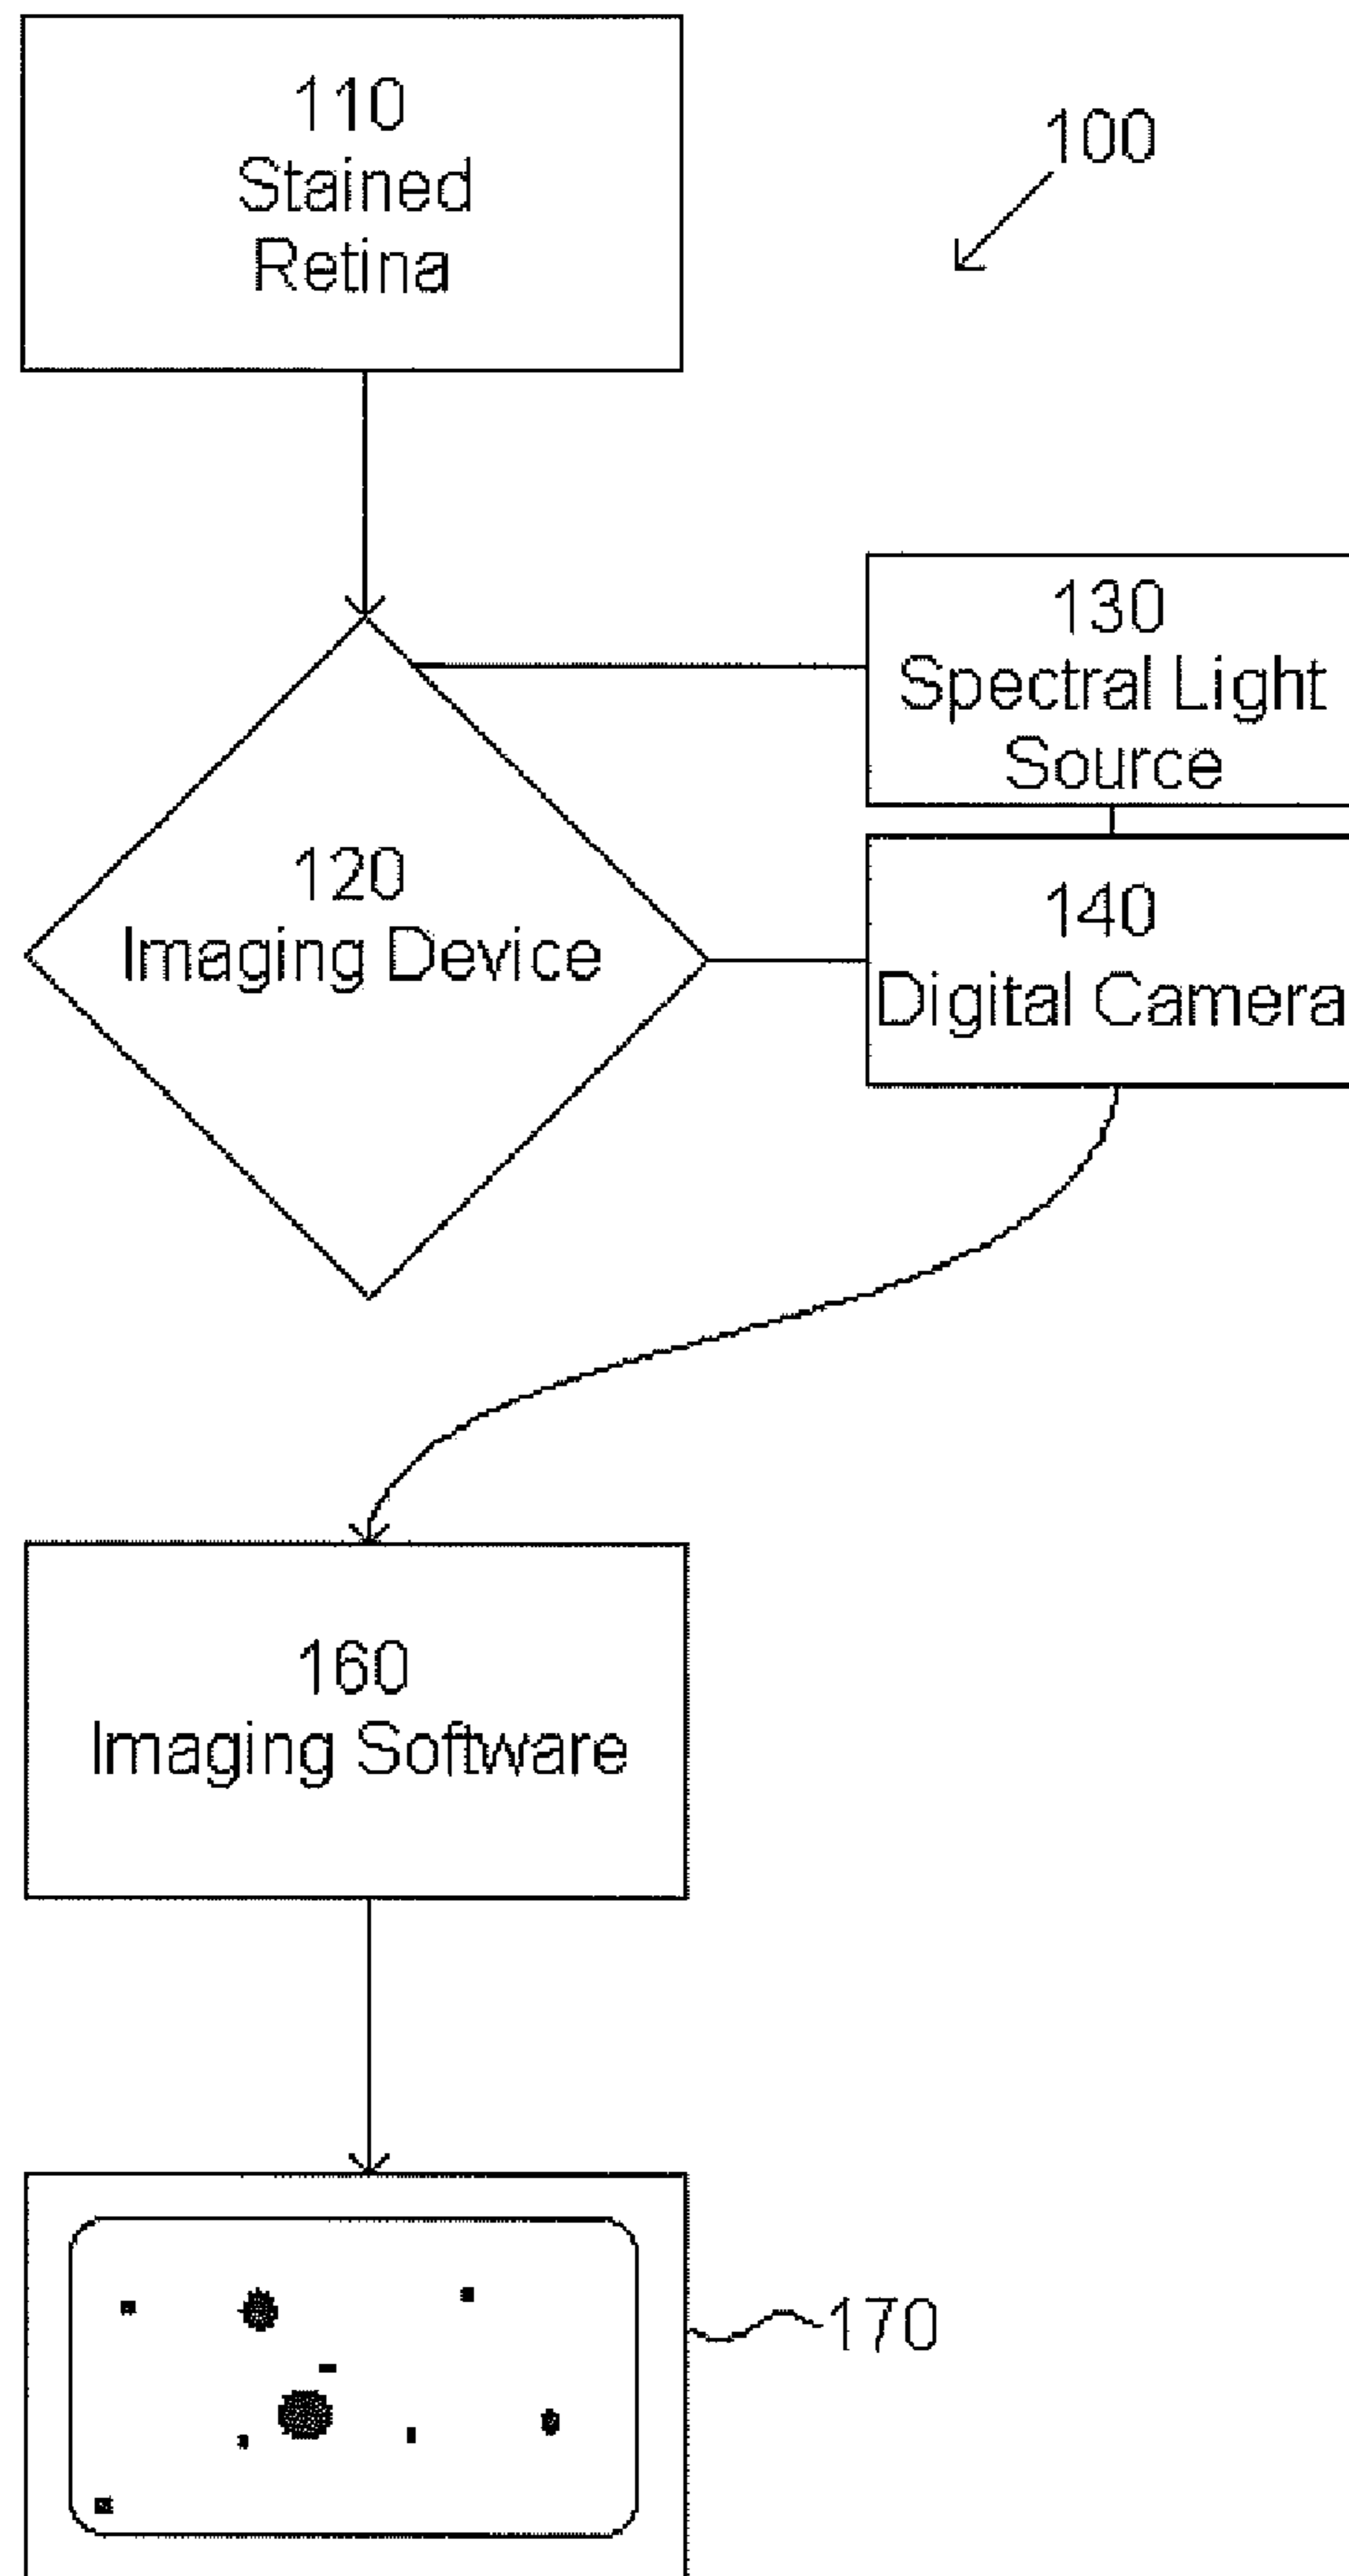 110
Stained
Retina
100
130
Spectral Light
Source
120
Imaging Device
140
Digital Camera
160
Imaging Software
170